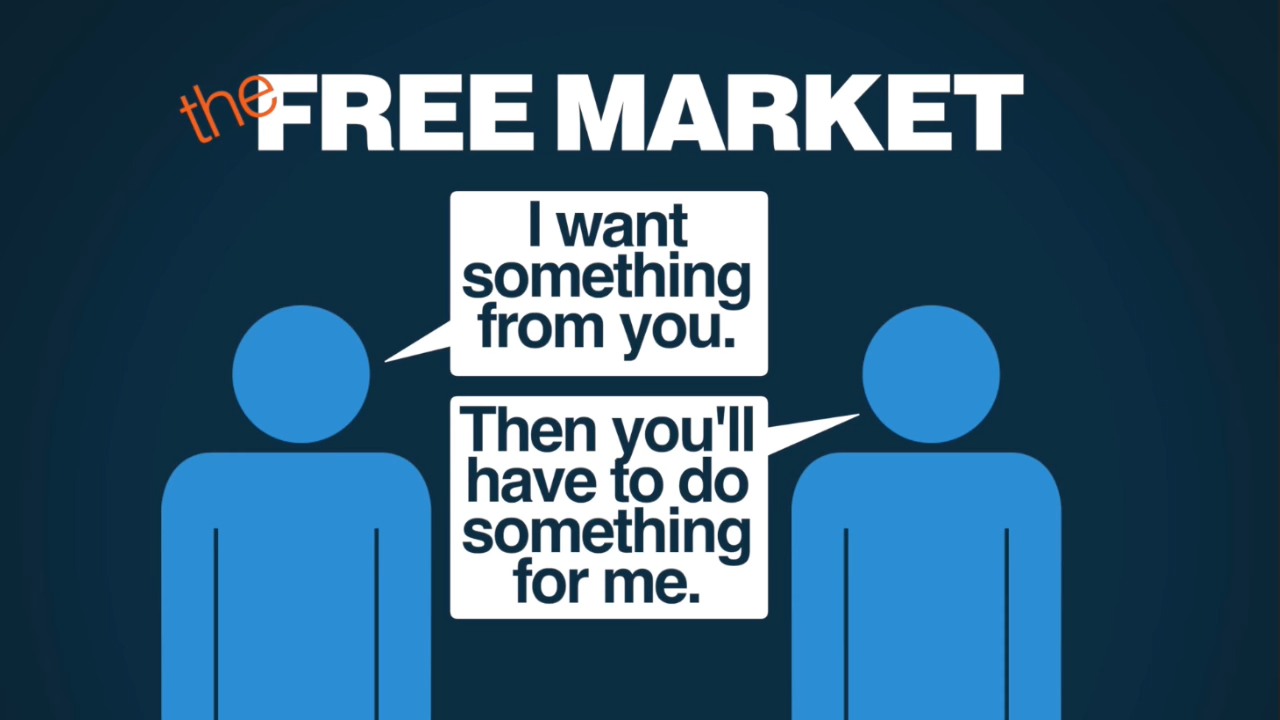 the FREE MARKET
I want
something
from you.
Then you'll
have to do
something
for me.